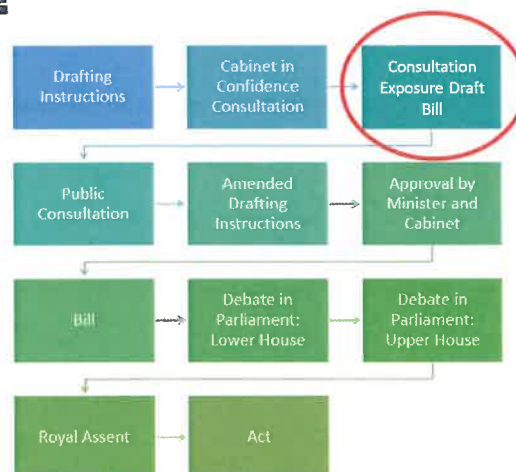 Drafting
Instructions
Cabinet in
Confidence
Consultation
Consultation
Exposure Draft
Bill
Public
Consultation
Amended
Drafting
Instructions
Approval by
Minister and
Cabinet
Bill
Debate in
Parliament:
Lower House
Debate in
Parliament:
Upper House
Royal Assent
Act